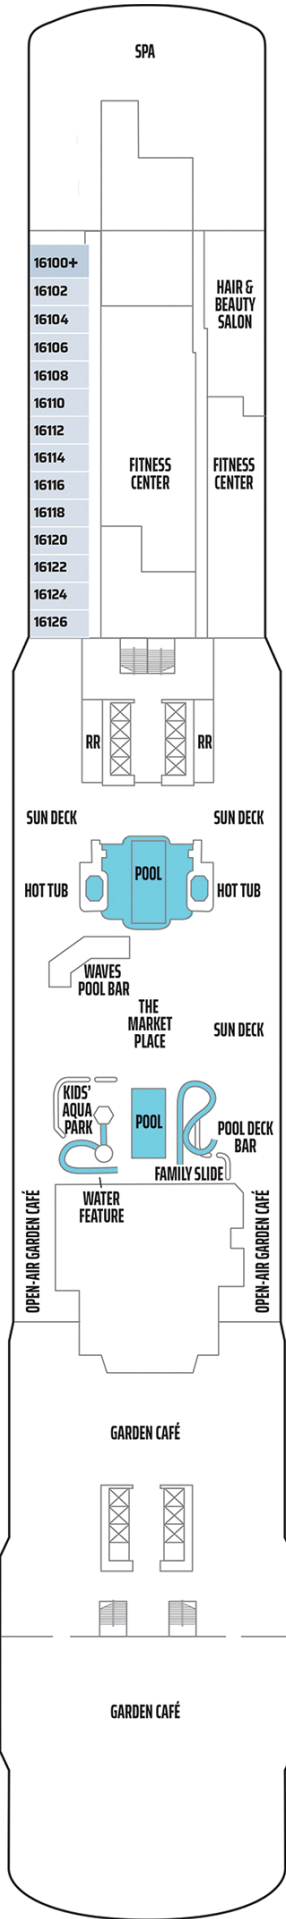 SPA
16100+
16102
16104
16106
16108
16110
16112
16114
16116
16118
16120
16122
16124
16126
HAIR &
BEAUTY
SALON
FITNESS
CENTER
FITNESS
CENTER
RR
RR
SUN DECK
SUN DECK
POOL
HOT TUB
HOT TUB
WAVES
POOL BAR
THE
MARKET
PLACE
SUN DECK
KIDS'
AQUA
PARK
POOL
POOL DECK
BAR
FAMILY SLIDE
WATER
FEATURE
OPEN-AIR GARDEN CAFÉ
OPEN-AIR GARDEN CAFÉ
GARDEN CAFÉ
GARDEN CAFÉ